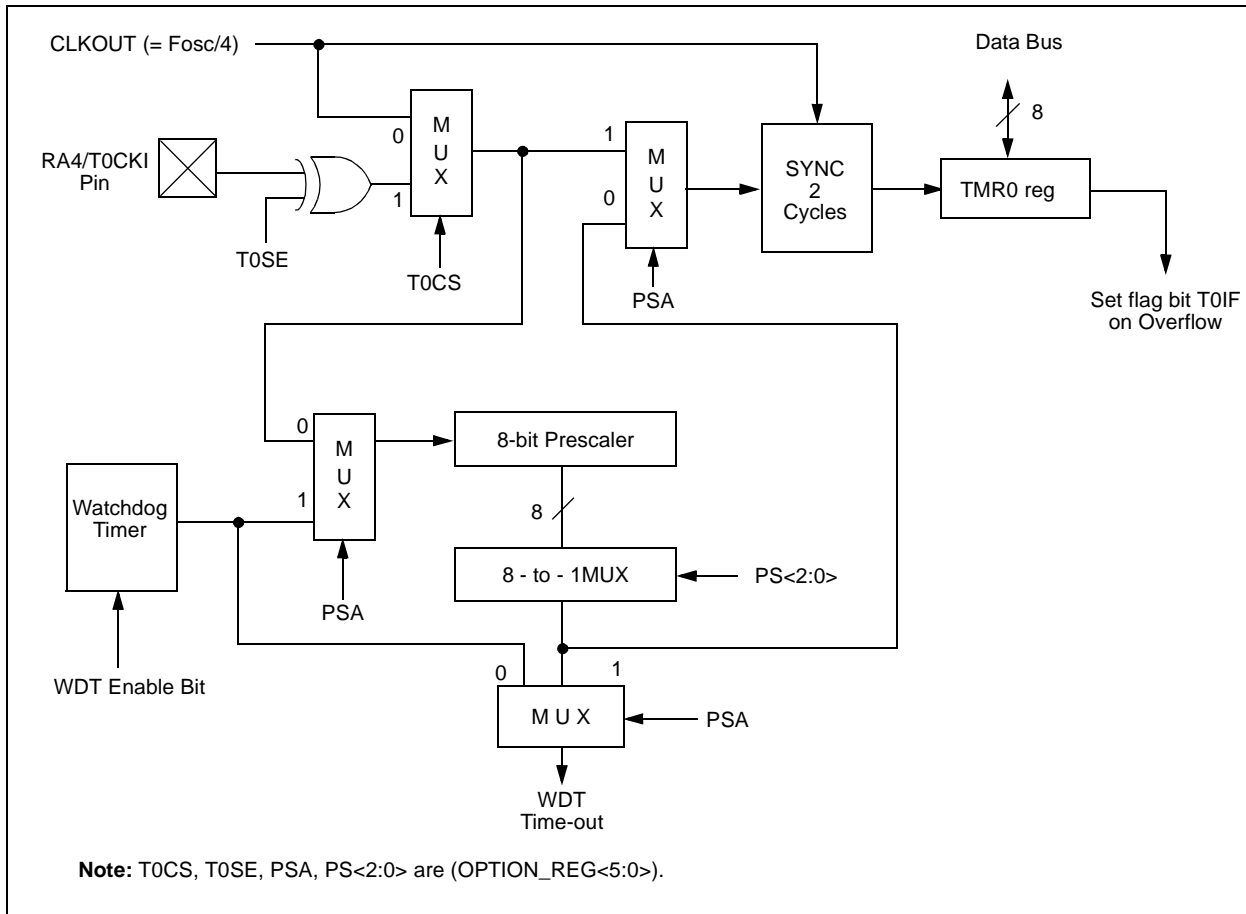 CLKOUT (= Fosc/4)
Data Bus
8
0
M
U
X
1
RA4/T0CKI
Pin
T0SE
T0CS
1
M
U
X
0
PSA
SYNC
2
Cycles
TMR0 reg
Set flag bit T0IF
on Overflow
0
M
U
X
1
8-bit Prescaler
Watchdog
Timer
8
8 - to - 1MUX
PS<2:0>
PSA
WDT Enable Bit
0
1
M U X
PSA
WDT
Time-out
Note: T0CS, T0SE, PSA, PS<2:0> are (OPTION_REG<5:0>).